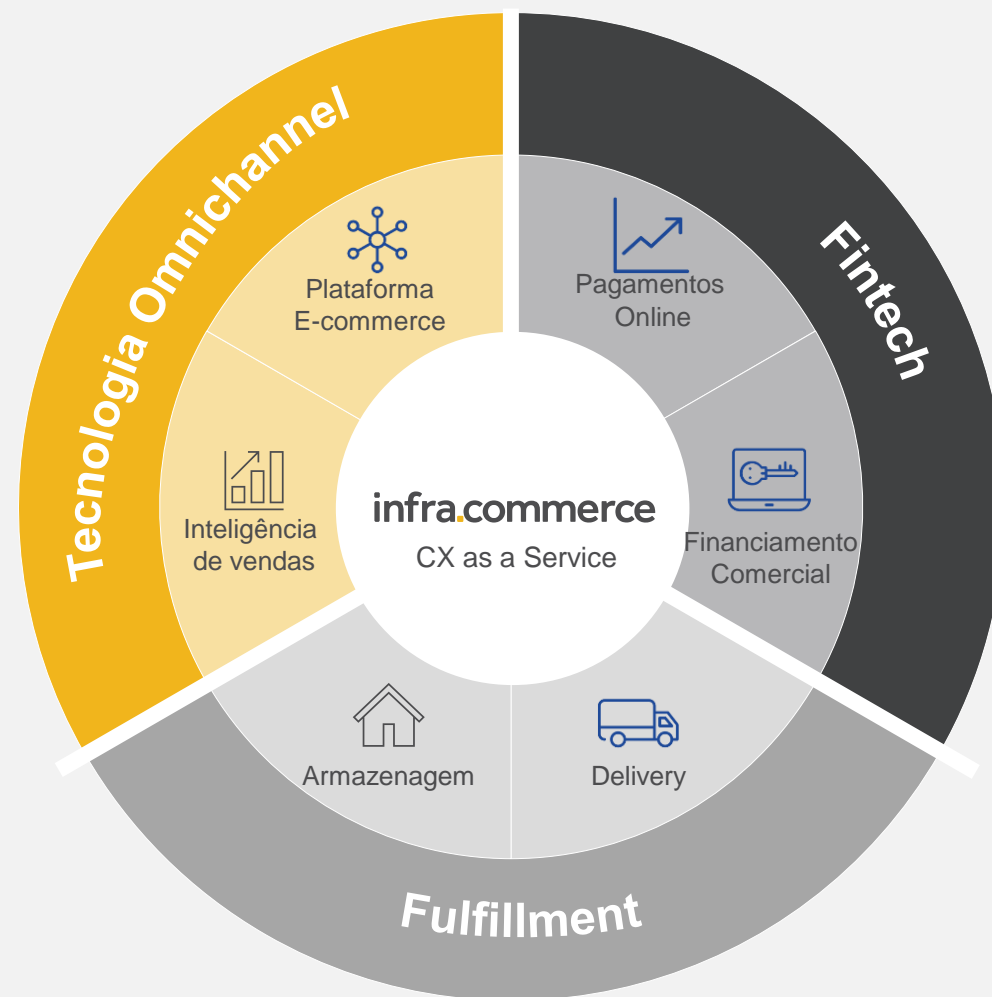 Tecnologia Omnichannel
Fintech
Plataforma
E-commerce
Pagamentos
Online
Inteligência
de vendas
infra.commerce
CX as a Service
Financiamento
Comercial
Armazenagem
Delivery
Fulfillment